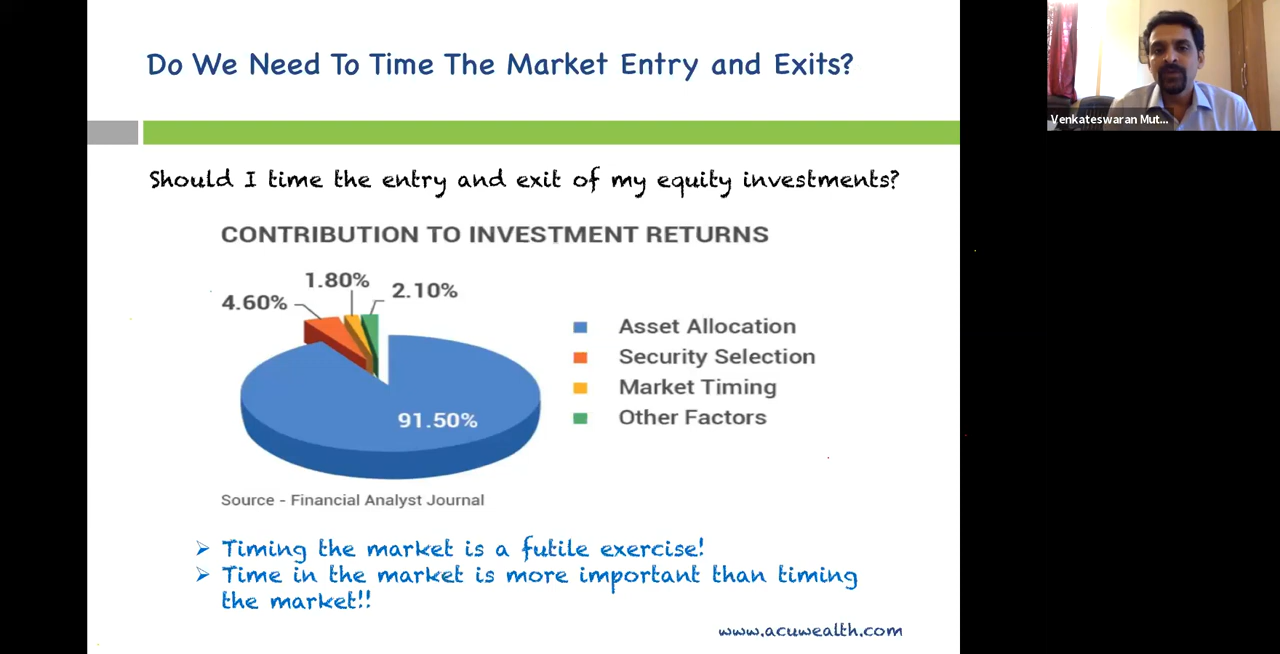 Do We Need To Time The Market Entry and Exits?
Venkateswaran Mut...
Should I time the entry and exit of my equity investments?
CONTRIBUTION TO INVESTMENT RETURNS
1.80%
4.60%
2.10%
Asset Allocation
Security Selection
Market Timing
Other Factors
91.50%
Source - Financial Analyst Journal
➢ Timing the market is a futile exercise!
➢ Time in the market is more important than timing
the market!!
www.acuwealth.com